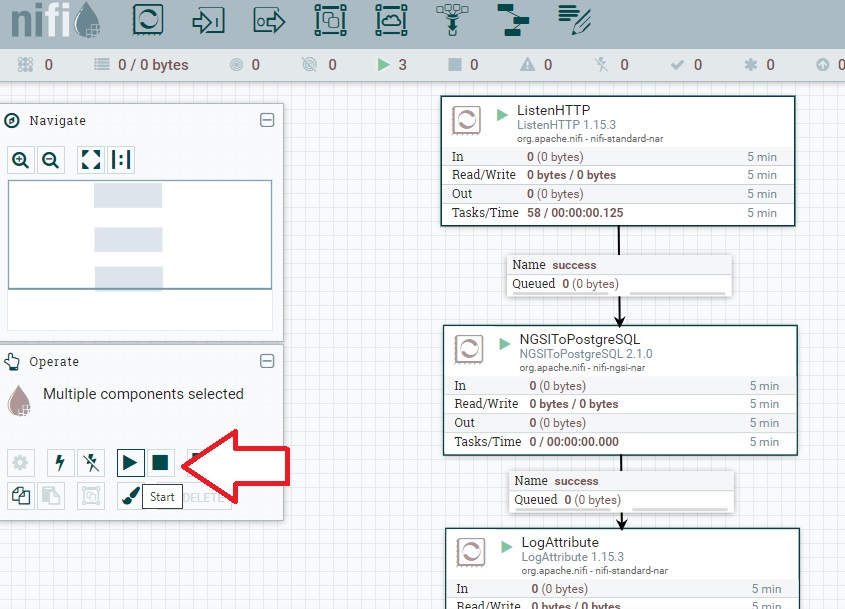 nifi
0 0 / 0 bytes 0 0 3 0 0 0 0 0 0
Navigate
Operate
Multiple components selected
Start
DELETE
ListenHTTP
ListenHTTP 1.15.3
org.apache.nifi - nifi-standard-nar
In 0 (0 bytes) 5 min
Read/Write 0 bytes / 0 bytes 5 min
Out 0 (0 bytes) 5 min
Tasks/Time 58 / 00:00:00.125 5 min
Name success
Queued 0 (0 bytes)
NGSIToPostgreSQL
NGSIToPostgreSQL 2.1.0
org.apache.nifi - nifi-ngsi-nar
In 0 (0 bytes) 5 min
Read/Write 0 bytes / 0 bytes 5 min
Out 0 (0 bytes) 5 min
Tasks/Time 0 / 00:00:00.000 5 min
Name success
Queued 0 (0 bytes)
LogAttribute
LogAttribute 1.15.3
org.apache.nifi - nifi-standard-nar
In 0 (0 bytes) 5 min
Read/Write 0 bytes / 0 bytes 5 min